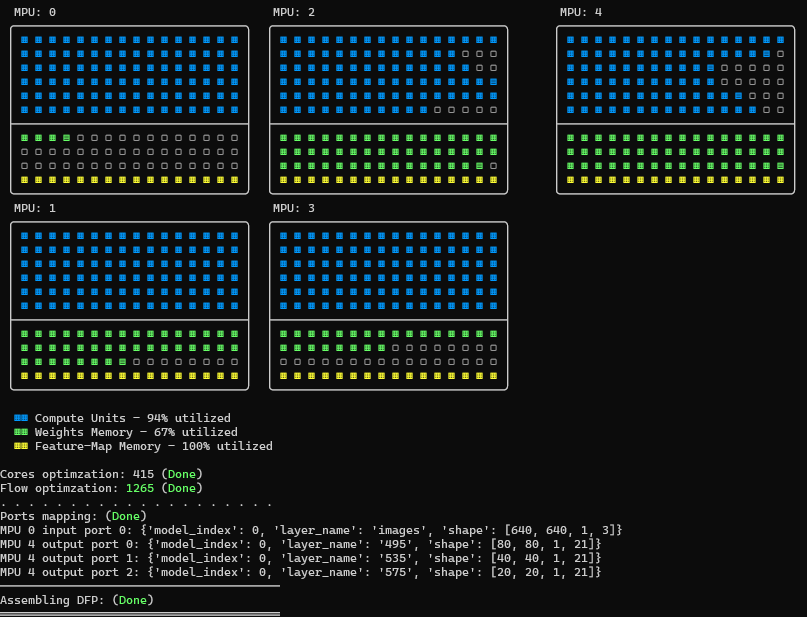 MPU: 0
MPU: 2
MPU: 4
MPU: 1
MPU: 3
Compute Units – 94% utilized
Weights Memory – 67% utilized
Feature-Map Memory – 100% utilized
Cores optimzation: 415 (Done)
Flow optimzation: 1265 (Done)
. . . . . . . . . . . . . . . . . . . .
Ports mapping: (Done)
MPU 0 input port 0: {'model_index': 0, 'layer_name': 'images', 'shape': [640, 640, 1, 3]}
MPU 4 output port 0: {'model_index': 0, 'layer_name': '495', 'shape': [80, 80, 1, 21]}
MPU 4 output port 1: {'model_index': 0, 'layer_name': '535', 'shape': [40, 40, 1, 21]}
MPU 4 output port 2: {'model_index': 0, 'layer_name': '575', 'shape': [20, 20, 1, 21]}
Assembling DFP: (Done)